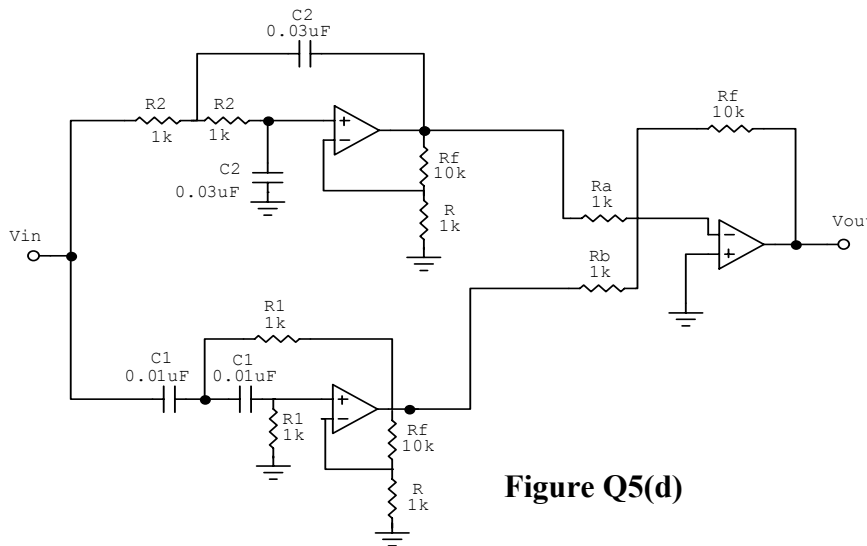 C2
0.03uF
R2
1k
R2
1k
C2
0.03uF
Rf
10k
R
1k
Rf
10k
Ra
1k
Rb
1k
Vin
Vout
R1
1k
C1
0.01uF
C1
0.01uF
R1
1k
Rf
10k
R
1k
Figure Q5(d)